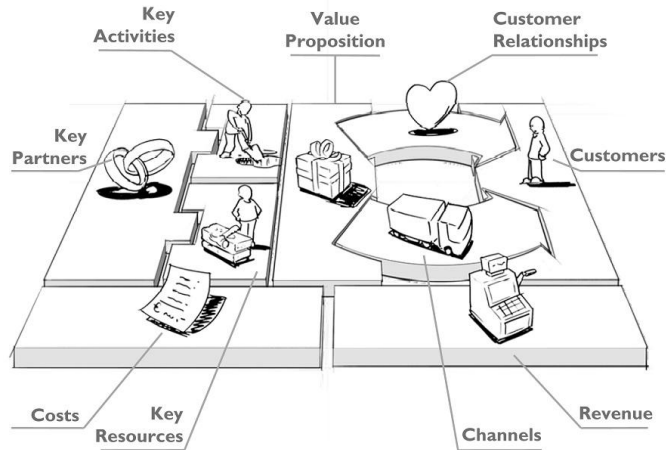 Key
Activities
Value
Proposition
Customer
Relationships
Key
Partners
Customers
Costs
Key
Resources
Channels
Revenue